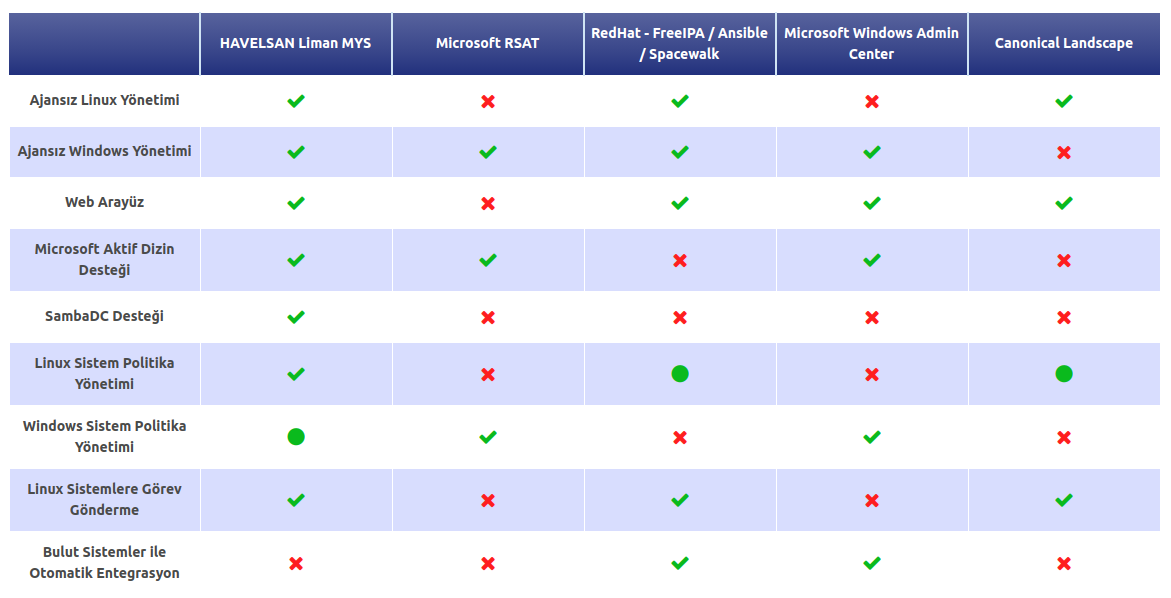 HAVELSAN Liman MYS
Microsoft RSAT
RedHat - FreeIPA / Ansible
/ Spacewalk
Microsoft Windows Admin
Center
Canonical Landscape
Ajansız Linux Yönetimi
Ajansız Windows Yönetimi
Web Arayüz
Microsoft Aktif Dizin
Desteği
SambaDC Desteği
Linux Sistem Politika
Yönetimi
Windows Sistem Politika
Yönetimi
Linux Sistemlere Görev
Gönderme
Bulut Sistemler ile
Otomatik Entegrasyon